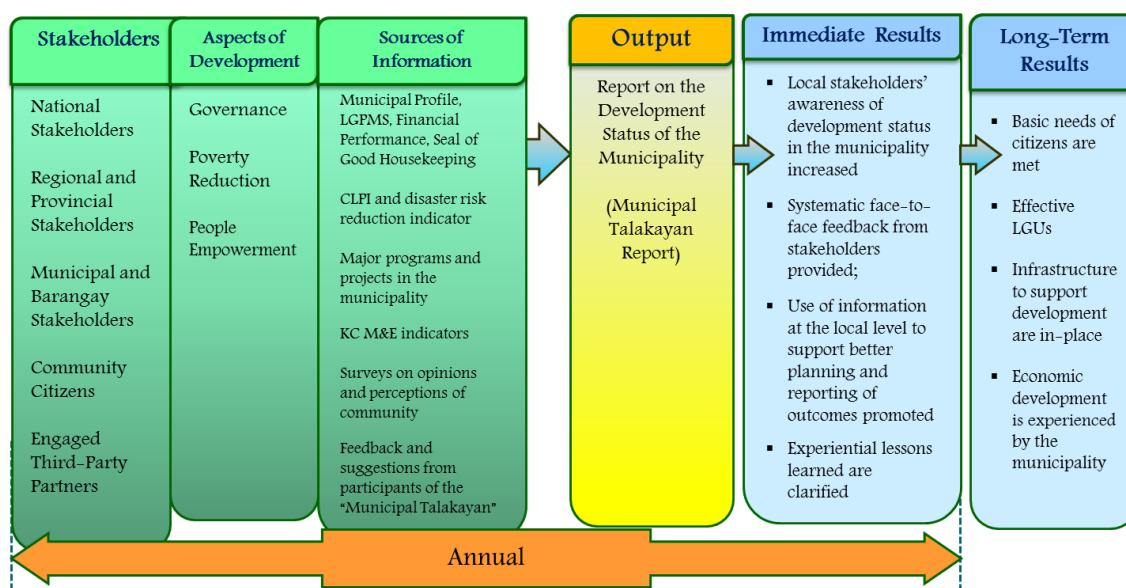 Stakeholders
National
Stakeholders
Regional and
Provincial
Stakeholders
Municipal and
Barangay
Stakeholders
Community
Citizens
Engaged
Third-Party
Partners
Aspects of
Development
Governance
Poverty
Reduction
People
Empowerment
Sources of
Information
Municipal Profile,
LGPMS, Financial
Performance, Seal of
Good Housekeeping
CLPI and disaster risk
reduction indicator
Major programs and
projects in the
municipality
KC M&E indicators
Surveys on opinions
and perceptions of
community
Feedback and
suggestions from
participants of the
“Municipal Talakayan”
Output
Report on the
Development
Status of the
Municipality
(Municipal
Talakayan
Report)
Immediate Results
▪ Local stakeholders’
awareness of
development status
in the municipality
increased
▪ Systematic face-to-
face feedback from
stakeholders
provided;
▪ Use of information
at the local level to
support better
planning and
reporting of
outcomes promoted
▪ Experiential lessons
learned are
clarified
Long-Term
Results
▪ Basic needs of
citizens are
met
▪ Effective
LGUs
▪ Infrastructure
to support
development
are in-place
▪ Economic
development
is experienced
by the
municipality
Annual